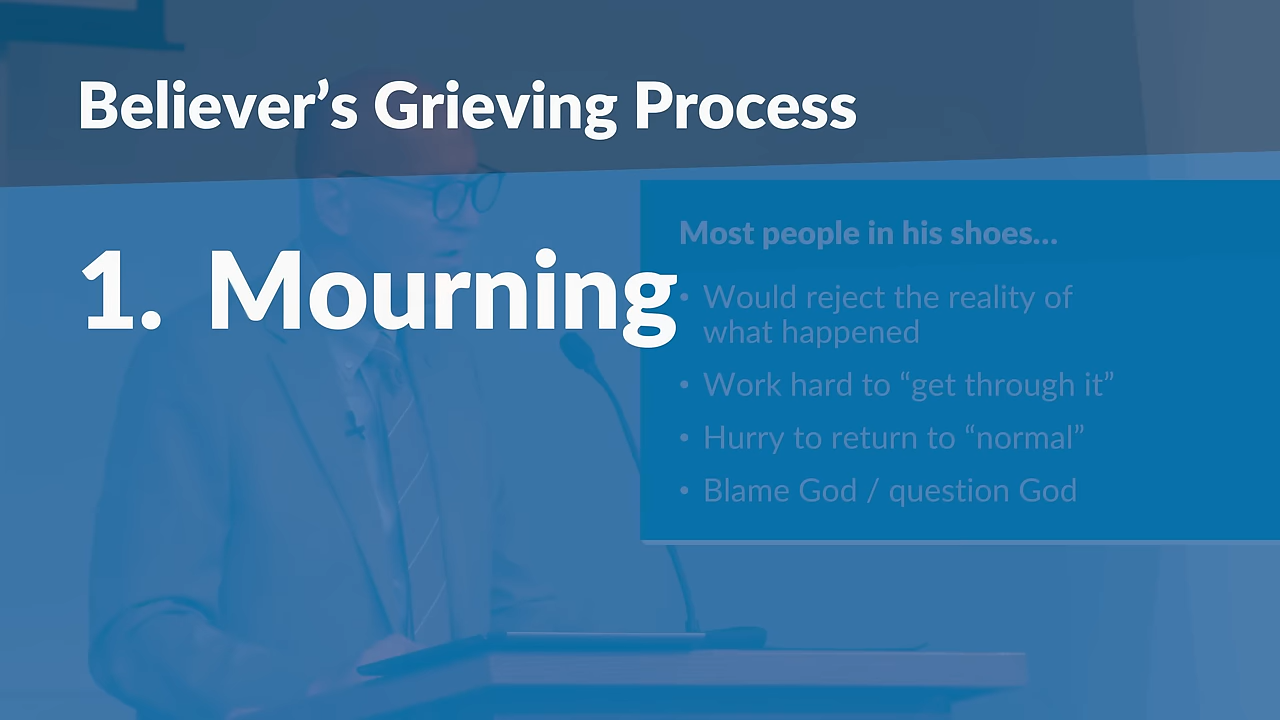 Believer’s Grieving Process
1. Mourning
Most people in his shoes...
• Would reject the reality of
what happened
• Work hard to “get through it”
• Hurry to return to “normal”
• Blame God / question God